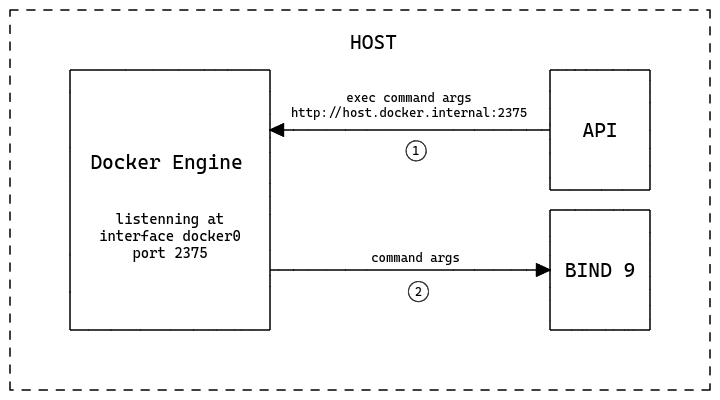 HOST
exec command args
http://host.docker.internal:2375
1
API
Docker Engine
listenning at
interface docker0
port 2375
command args
2
BIND 9